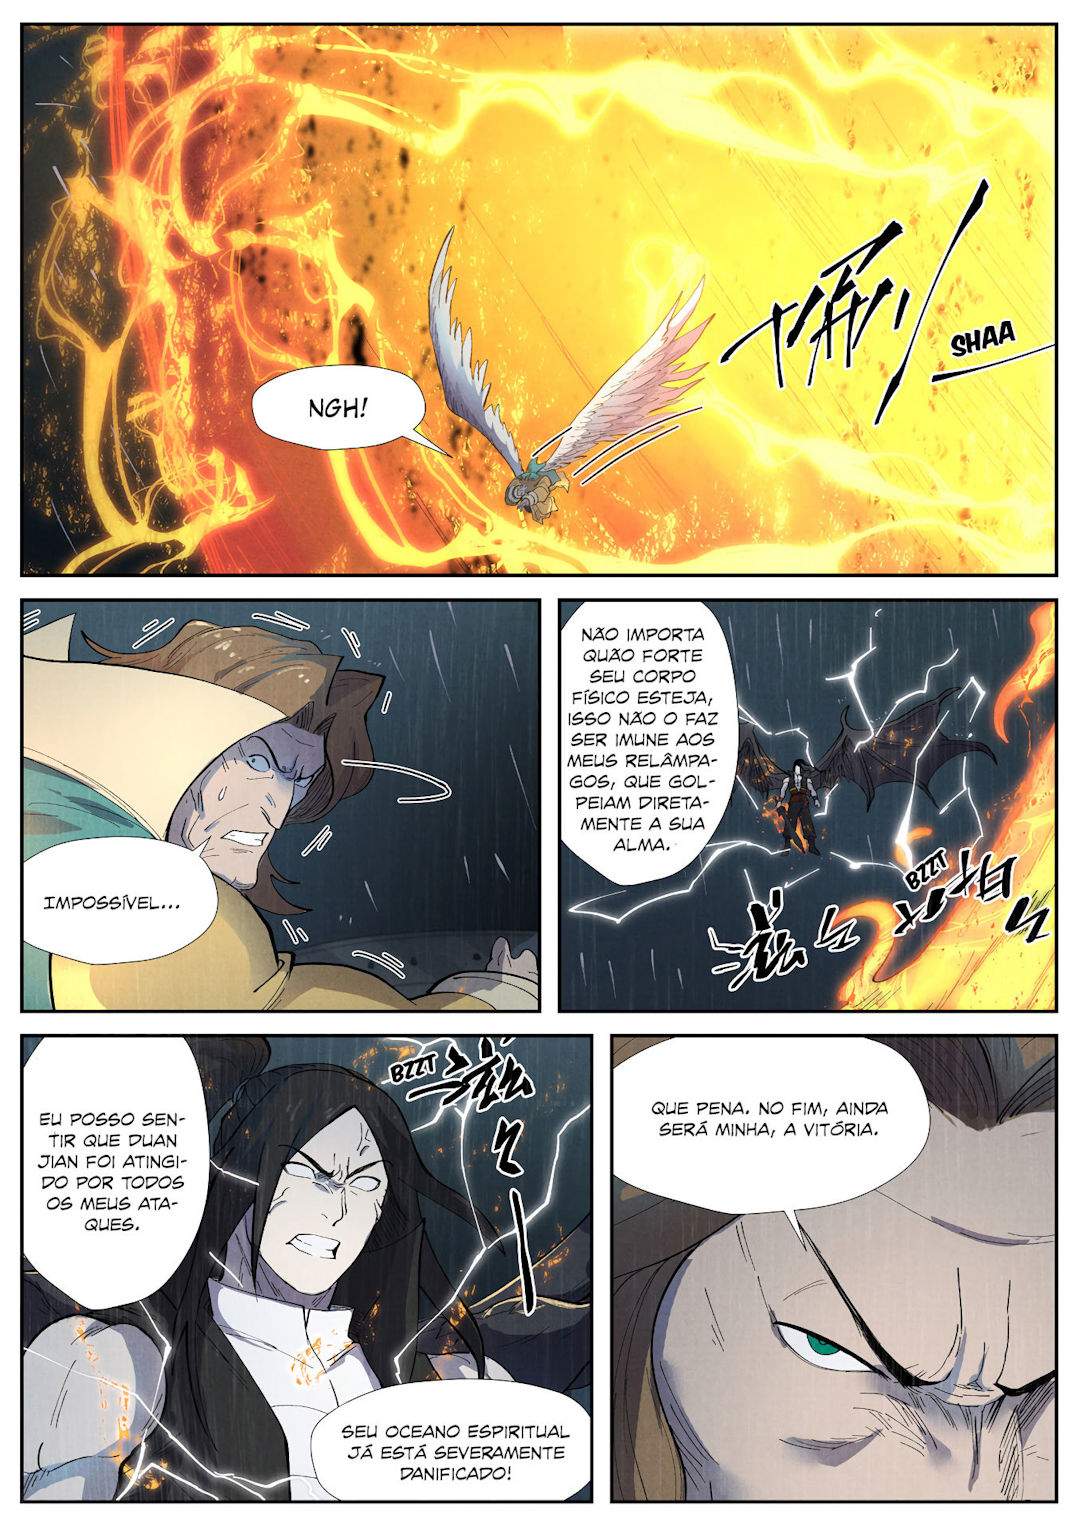 SHAA
NGH!
IMPOSSÍVEL...
NÃO IMPORTA
QUÃO FORTE
SEU CORPO
FÍSICO ESTEJA,
ISSO NÃO O FAZ
SER IMUNE AOS
MEUS RELÂMPA-
GOS, QUE GOL-
PEIAM DIRETA-
MENTE A SUA
ALMA.
BZZT
BZZT
EU POSSO SEN-
TIR QUE DUAN
JIAN FOI ATINGI-
DO POR TODOS
OS MEUS ATA-
QUES.
SEU OCEANO ESPIRITUAL
JÁ ESTÁ SEVERAMENTE
DANIFICADO!
QUE PENA. NO FIM, AINDA
SERÁ MINHA, A VITÓRIA.